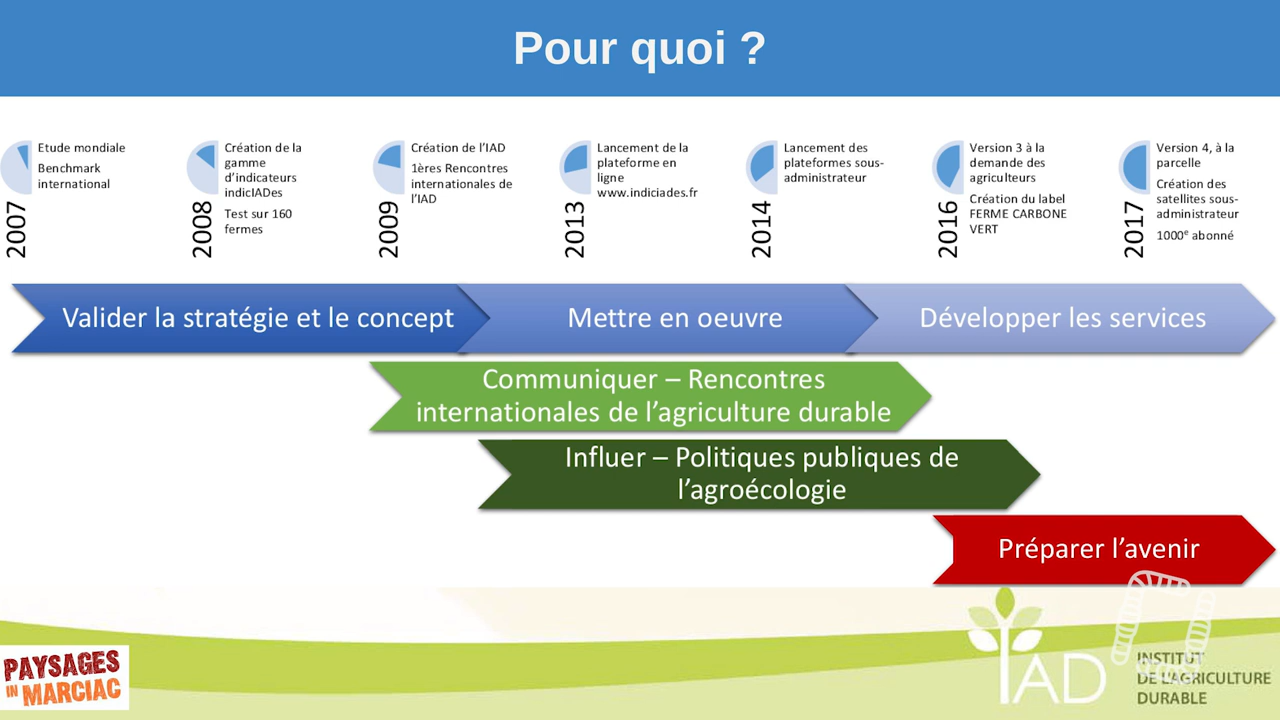 Pour quoi ?
2007
Etude mondiale
Benchmark
international
2008
Création de la
gamme
d'indicateurs
indicIADes
Test sur 160
fermes
2009
Création de l'IAD
1ères Rencontres
internationales de
l'IAD
2013
Lancement de la
plateforme en
ligne
www.indiciades.fr
2014
Lancement des
plateformes sous-
administrateur
2016
Version 3 à la
demande des
agriculteurs
Création du label
FERME CARBONE
VERT
2017
Version 4, à la
parcelle
Création des
satellites sous-
administrateur
1000e abonné
Valider la stratégie et le concept
Mettre en oeuvre
Développer les services
Communiquer – Rencontres
internationales de l'agriculture durable
Influer – Politiques publiques de
l'agroécologie
Préparer l'avenir
PAYSAGES
IN MARCIAC
IAD
INSTITUT
DE L'AGRICULTURE
DURABLE